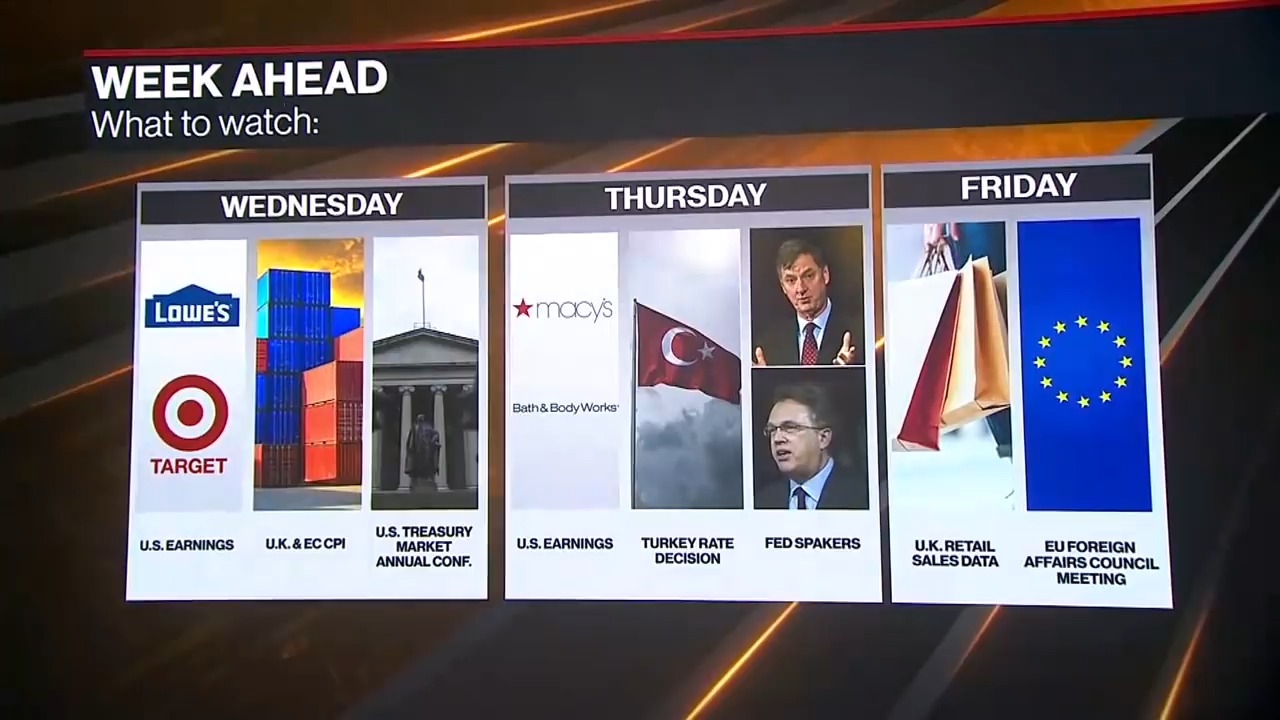 WEEK AHEAD
What to watch:
WEDNESDAY
LOWE'S
TARGET
U.S. EARNINGS
U.K. & EC CPI
U.S. TREASURY
MARKET
ANNUAL CONF.
THURSDAY
macy's
Bath & Body Works
U.S. EARNINGS
TURKEY RATE
DECISION
FED SPAKERS
FRIDAY
U.K. RETAIL
SALES DATA
EU FOREIGN
AFFAIRS COUNCIL
MEETING